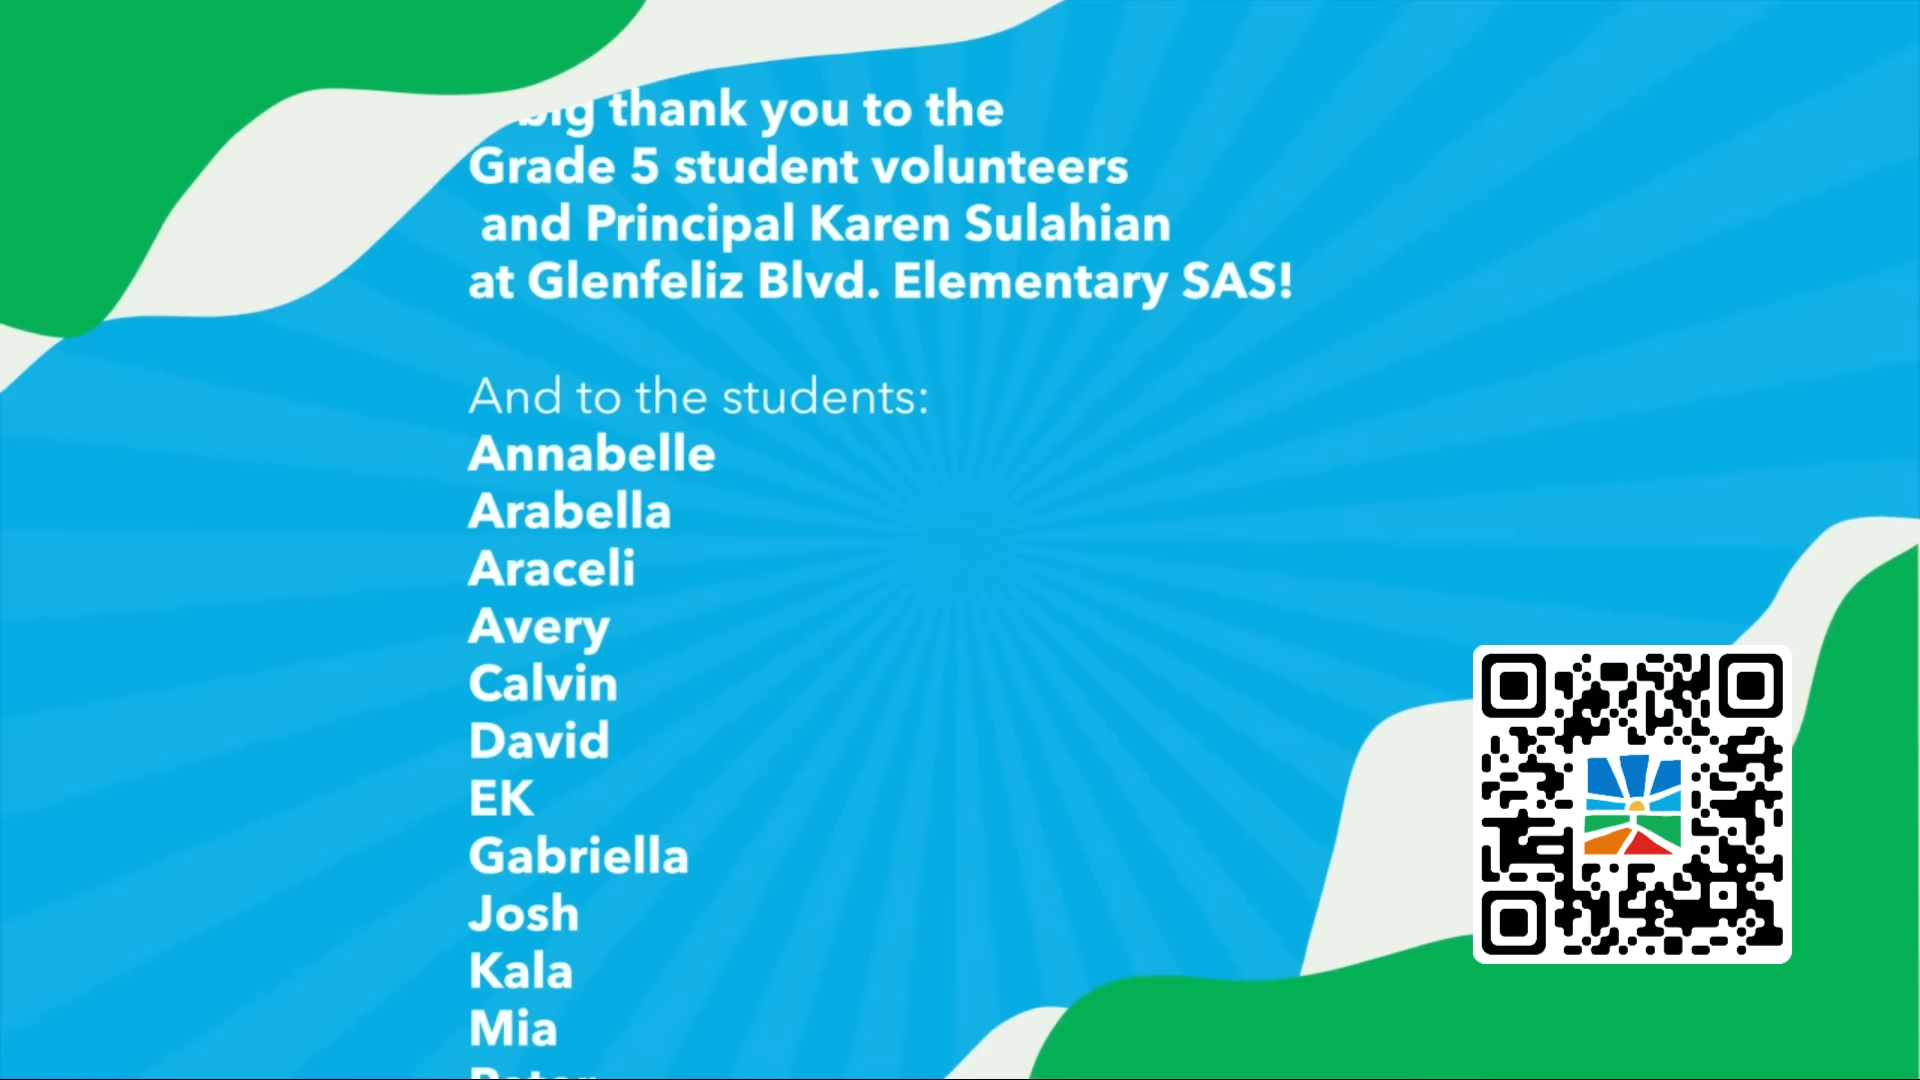 big thank you to the
Grade 5 student volunteers
and Principal Karen Sulahian
at Glenfeliz Blvd. Elementary SAS!
And to the students:
Annabelle
Arabella
Araceli
Avery
Calvin
David
EK
Gabriella
Josh
Kala
Mia